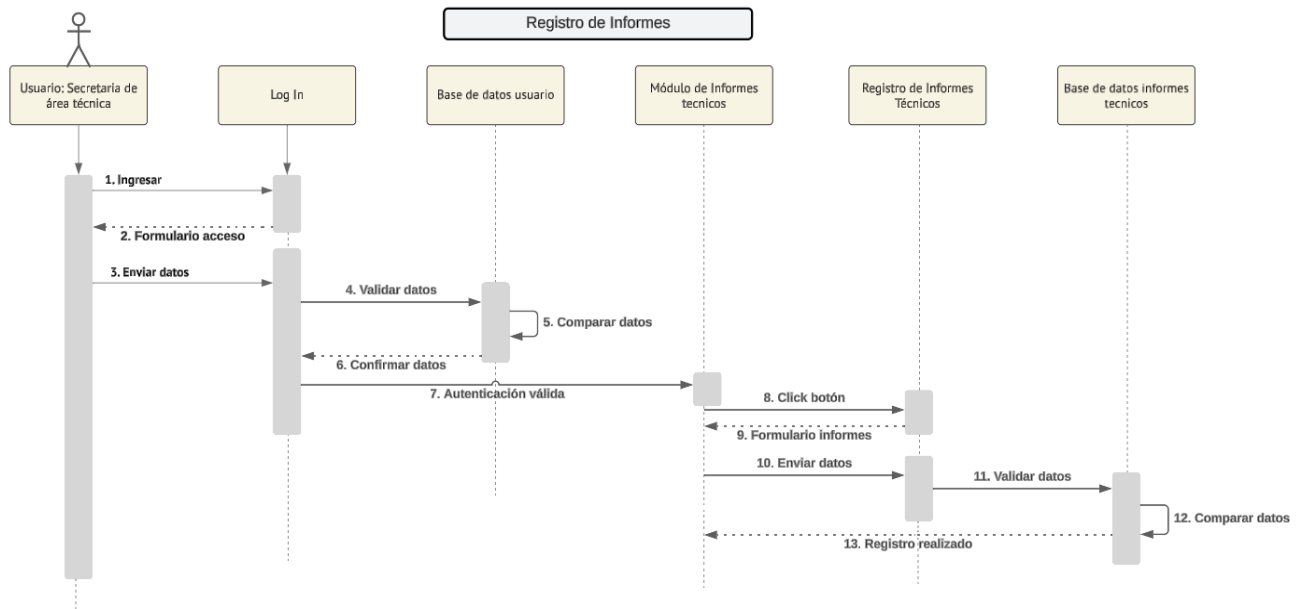 Registro de Informes
Usuario: Secretaria de
área técnica
Log In
Base de datos usuario
Módulo de Informes
tecnicos
Registro de Informes
Técnicos
Base de datos informes
tecnicos
1. Ingresar
2. Formulario acceso
3. Enviar datos
4. Validar datos
5. Comparar datos
6. Confirmar datos
7. Autenticación válida
8. Click botón
9. Formulario informes
10. Enviar datos
11. Validar datos
12. Comparar datos
13. Registro realizado